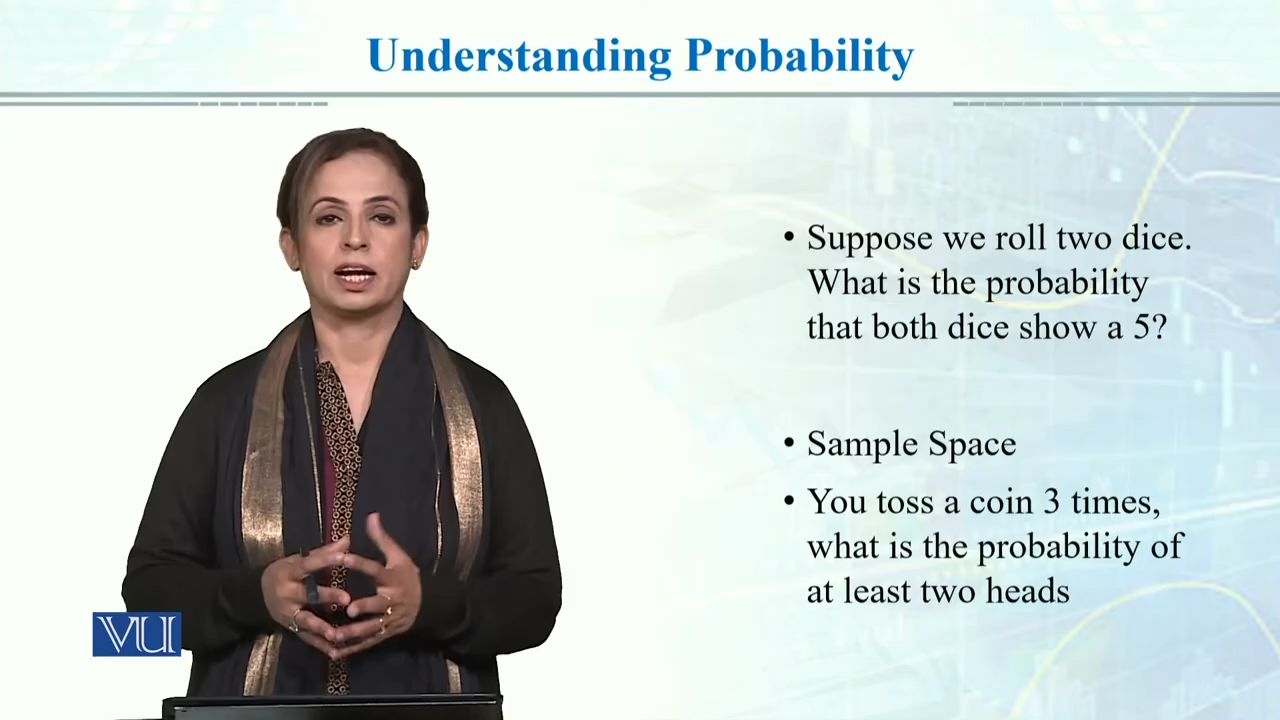 Understanding Probability
• Suppose we roll two dice.
What is the probability
that both dice show a 5?
• Sample Space
• You toss a coin 3 times,
what is the probability of
at least two heads
VU